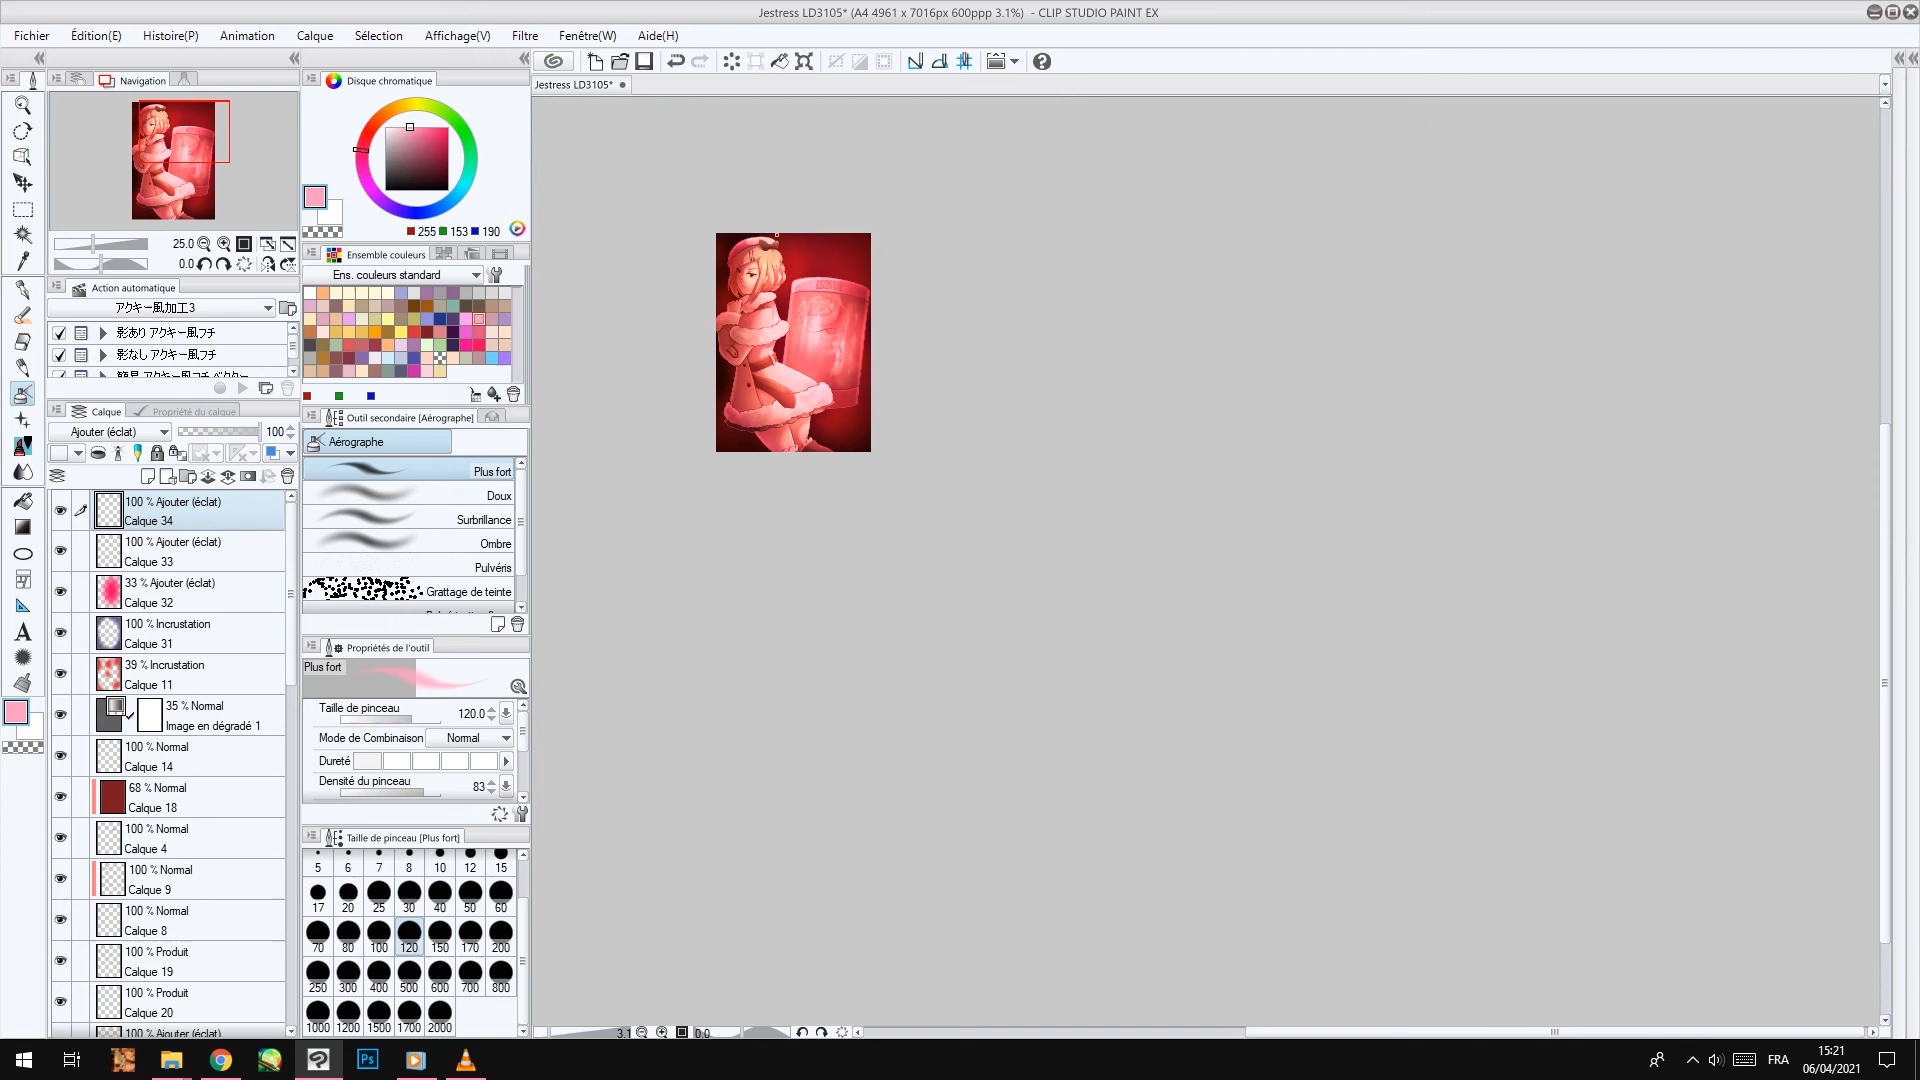 Jestress LD3105* (A4 4961 x 7016px 600ppp 3.1%) - CLIP STUDIO PAINT EX
Fichier Édition(E) Histoire(P) Animation Calque Sélection Affichage(V) Filtre Fenêtre(W) Aide(H)
Navigation
Disque chromatique
Jestress LD3105*
255 153 190
25.0
0.0
Ensemble couleurs
Ens. couleurs standard
Action automatique
アクキー風加工3
影あり アクキー風フチ
影なし アクキー風フチ
Calque Propriété du calque
Ajouter (éclat) 100
100 % Ajouter (éclat)
Calque 34
100 % Ajouter (éclat)
Calque 33
33 % Ajouter (éclat)
Calque 32
100 % Incrustation
Calque 31
39 % Incrustation
Calque 11
35 % Normal
Image en dégradé 1
100 % Normal
Calque 14
68 % Normal
Calque 18
100 % Normal
Calque 4
100 % Normal
Calque 9
100 % Normal
Calque 8
100 % Produit
Calque 19
100 % Produit
Calque 20
100 % Ajouter (éclat)
Outil secondaire [Aérographe]
Aérographe
Plus fort
Doux
Surbrillance
Ombre
Pulvéris
Grattage de teinte
Propriétés de l'outil
Plus fort
Taille de pinceau 120.0
Mode de Combinaison Normal
Dureté
Densité du pinceau 83
Taille de pinceau [Plus fort]
5 6 7 8 10 12 15
17 20 25 30 40 50 60
70 80 100 120 150 170 200
250 300 400 500 600 700 800
1000 1200 1500 1700 2000
3.1 0.0
Ps
FRA
15:21
06/04/2021